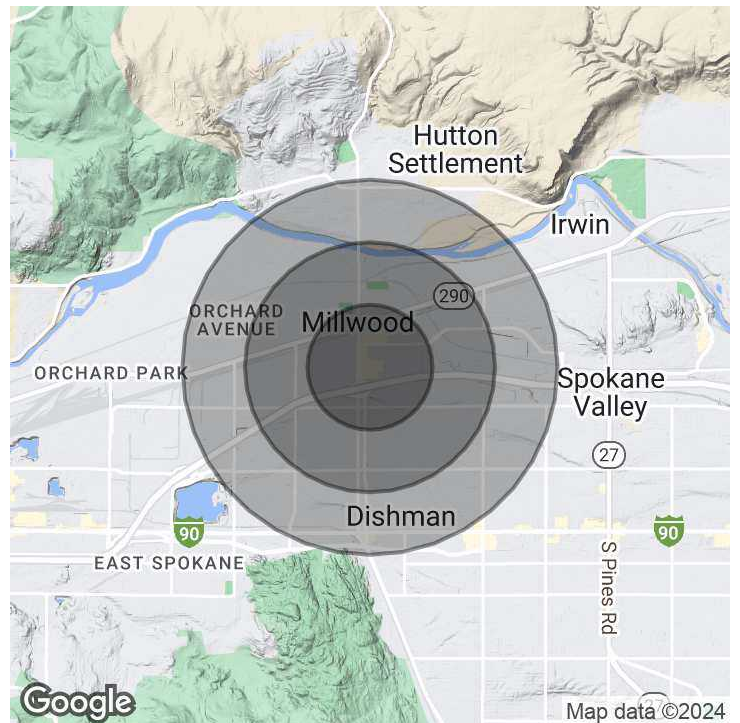 Hutton
Settlement
Irwin
290
ORCHARD
AVENUE
Millwood
ORCHARD PARK
Spokane
Valley
27
Dishman
90
90
EAST SPOKANE
S Pines Rd
27
Google
Map data ©2024